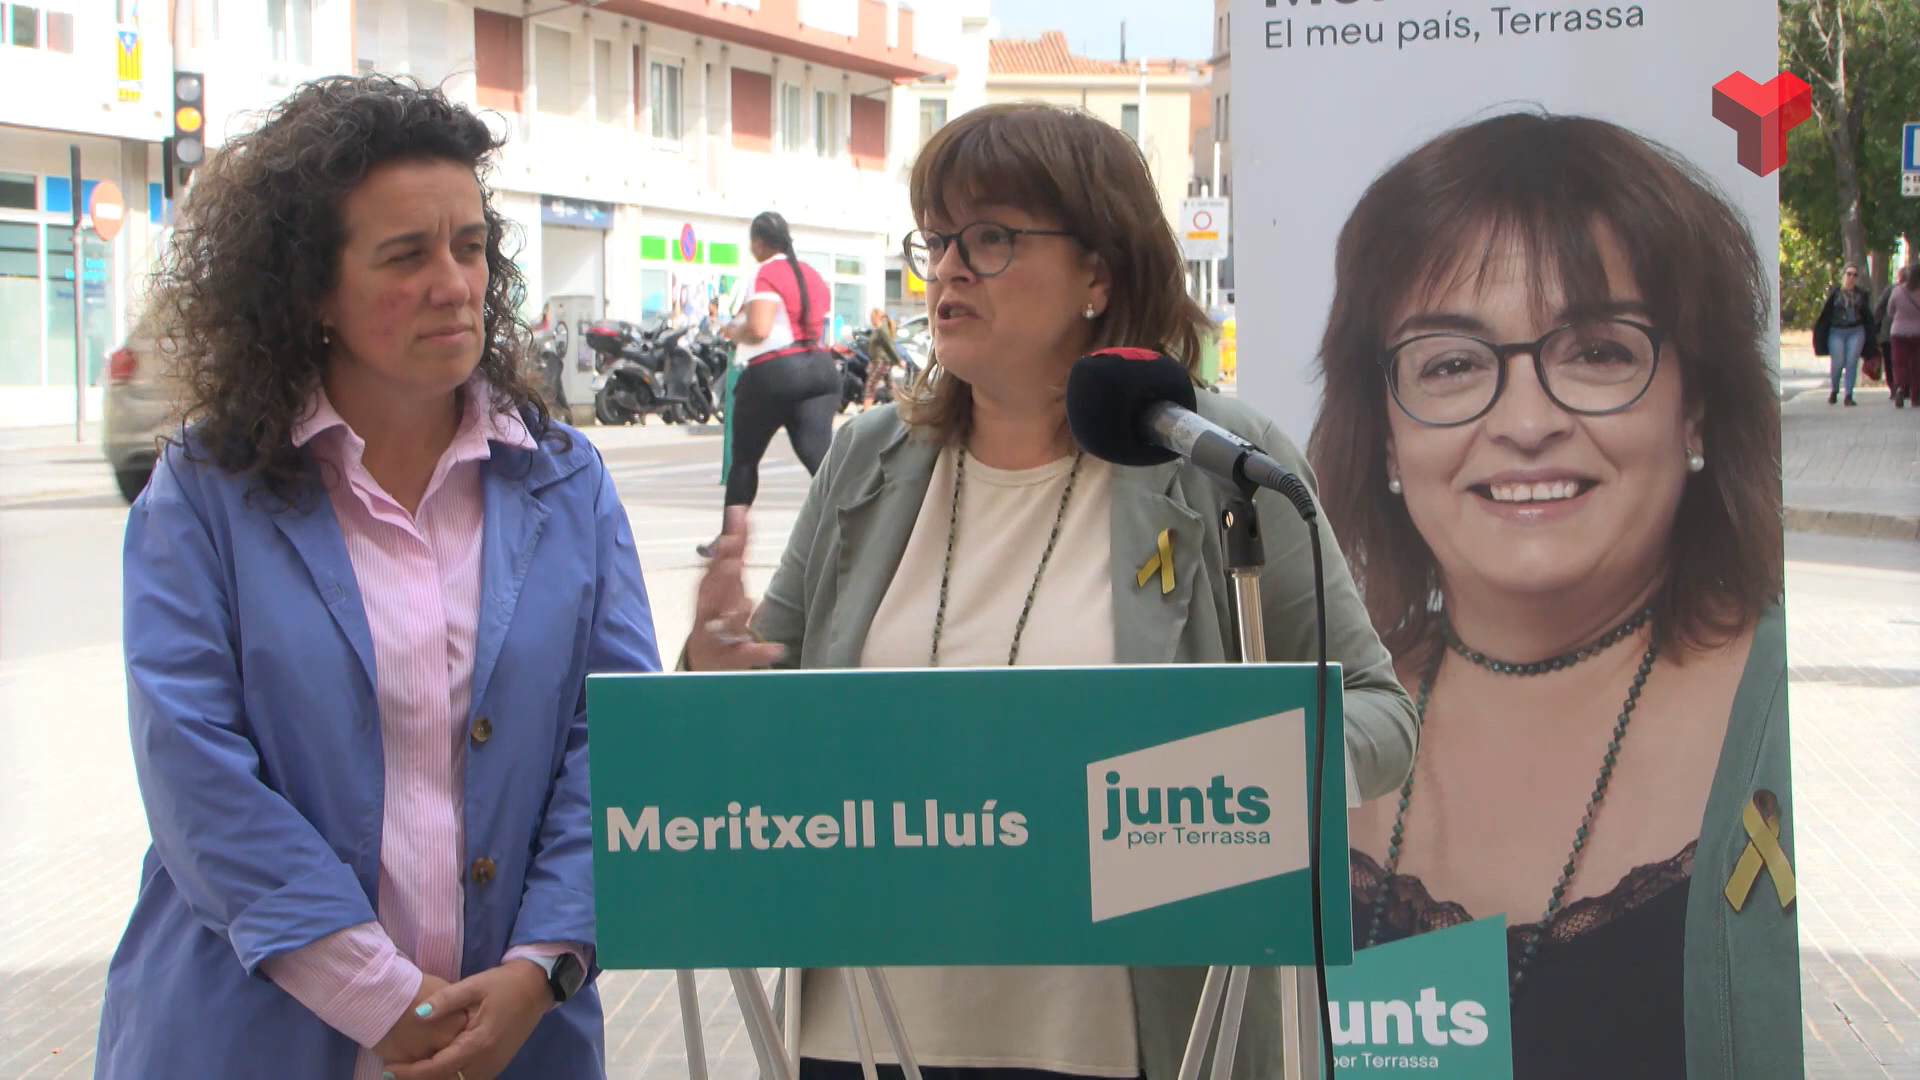 El meu país, Terrassa
Meritxell Lluís
junts
per Terrassa
junts
per Terrassa